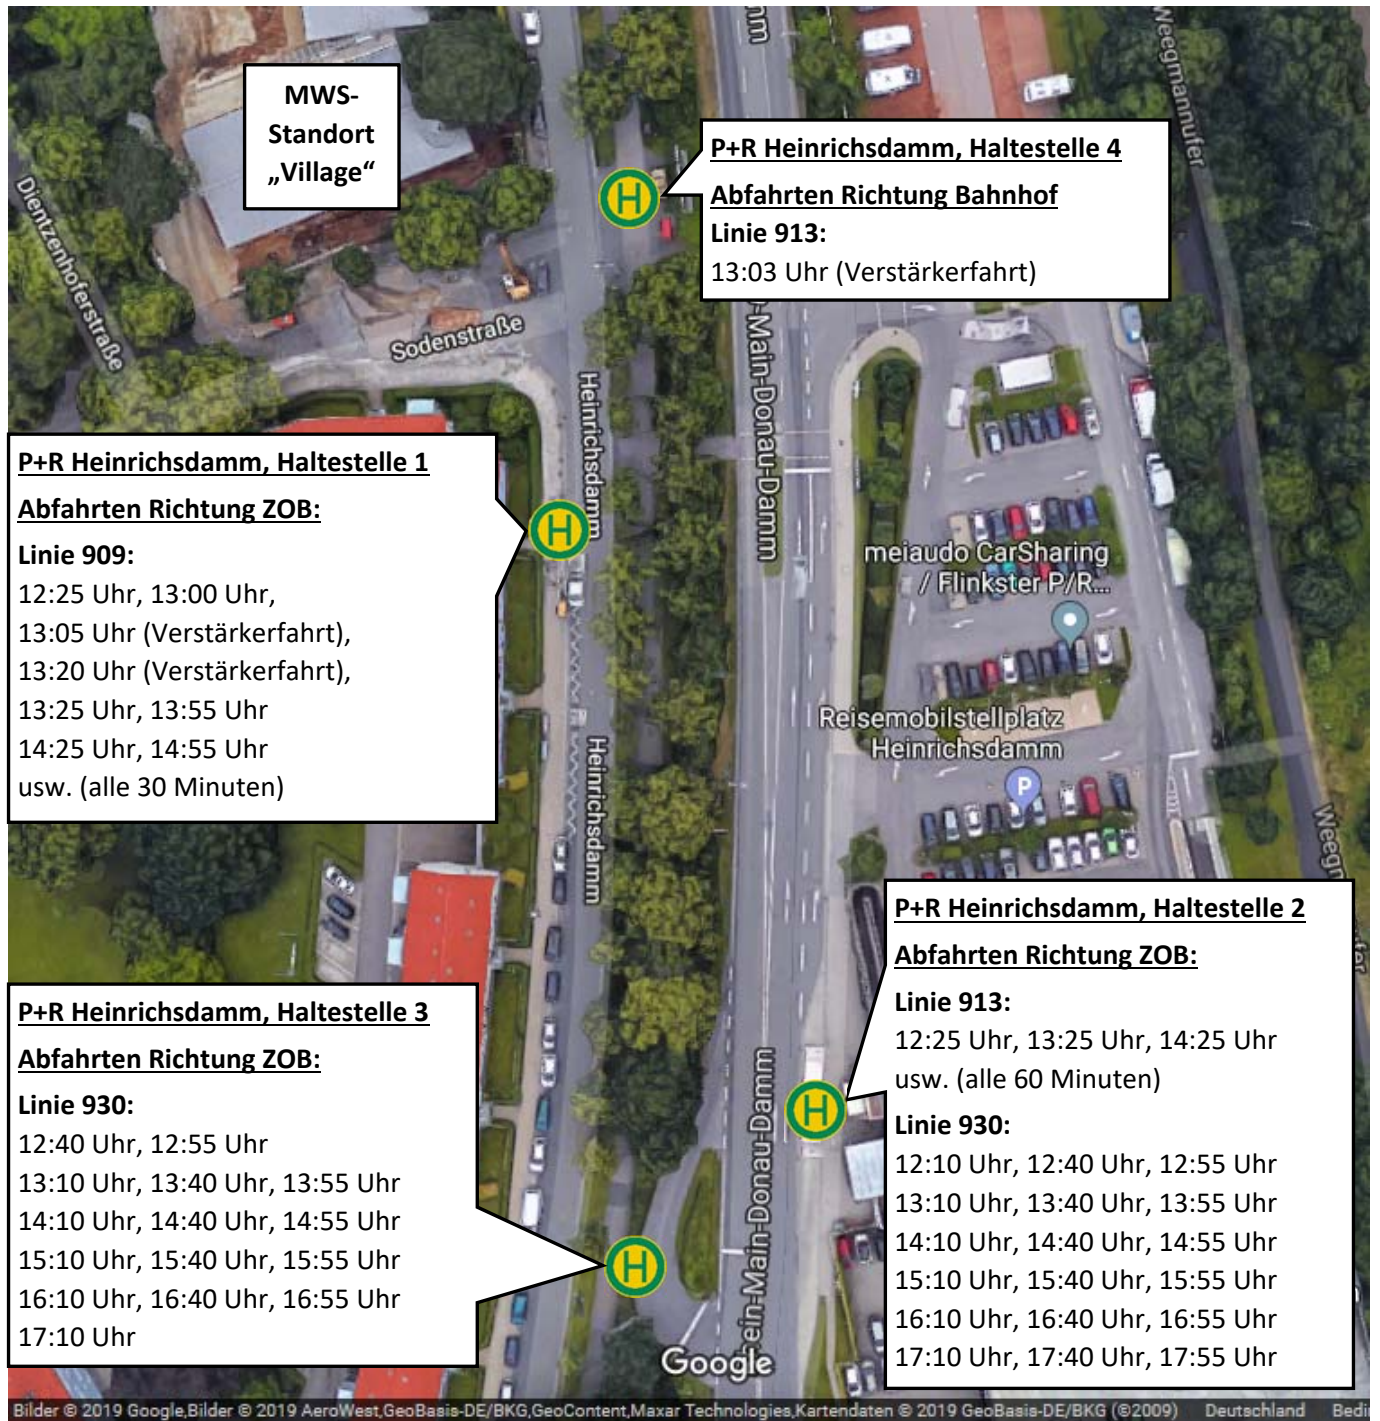 mm
Weegmannufer
MWS-
Standort
„Village“
P+R Heinrichsdamm, Haltestelle 4
Abfahrten Richtung Bahnhof
Linie 913:
13:03 Uhr (Verstärkerfahrt)
Dientzenhoferstraße
Sodenstraße
-Main-Donau-Damm
Heinrichsdamm
P+R Heinrichsdamm, Haltestelle 1
Abfahrten Richtung ZOB:
Linie 909:
12:25 Uhr, 13:00 Uhr,
13:05 Uhr (Verstärkerfahrt),
13:20 Uhr (Verstärkerfahrt),
13:25 Uhr, 13:55 Uhr
14:25 Uhr, 14:55 Uhr
usw. (alle 30 Minuten)
H
H
meiaudo CarSharing
/ Flinkster P/R...
Reisemobilstellplatz
Heinrichsdamm
P
Heinrichsdamm
Weegm
ufer
P+R Heinrichsdamm, Haltestelle 2
Abfahrten Richtung ZOB:
Linie 913:
12:25 Uhr, 13:25 Uhr, 14:25 Uhr
usw. (alle 60 Minuten)
Linie 930:
12:10 Uhr, 12:40 Uhr, 12:55 Uhr
13:10 Uhr, 13:40 Uhr, 13:55 Uhr
14:10 Uhr, 14:40 Uhr, 14:55 Uhr
15:10 Uhr, 15:40 Uhr, 15:55 Uhr
16:10 Uhr, 16:40 Uhr, 16:55 Uhr
17:10 Uhr, 17:40 Uhr, 17:55 Uhr
P+R Heinrichsdamm, Haltestelle 3
Abfahrten Richtung ZOB:
Linie 930:
12:40 Uhr, 12:55 Uhr
13:10 Uhr, 13:40 Uhr, 13:55 Uhr
14:10 Uhr, 14:40 Uhr, 14:55 Uhr
15:10 Uhr, 15:40 Uhr, 15:55 Uhr
16:10 Uhr, 16:40 Uhr, 16:55 Uhr
17:10 Uhr
H
H
ein-Main-Donau-Damm
Google
Bilder © 2019 Google,Bilder © 2019 AeroWest,GeoBasis-DE/BKG,GeoContent,Maxar Technologies,Kartendaten © 2019 GeoBasis-DE/BKG (©2009) Deutschland Bedi